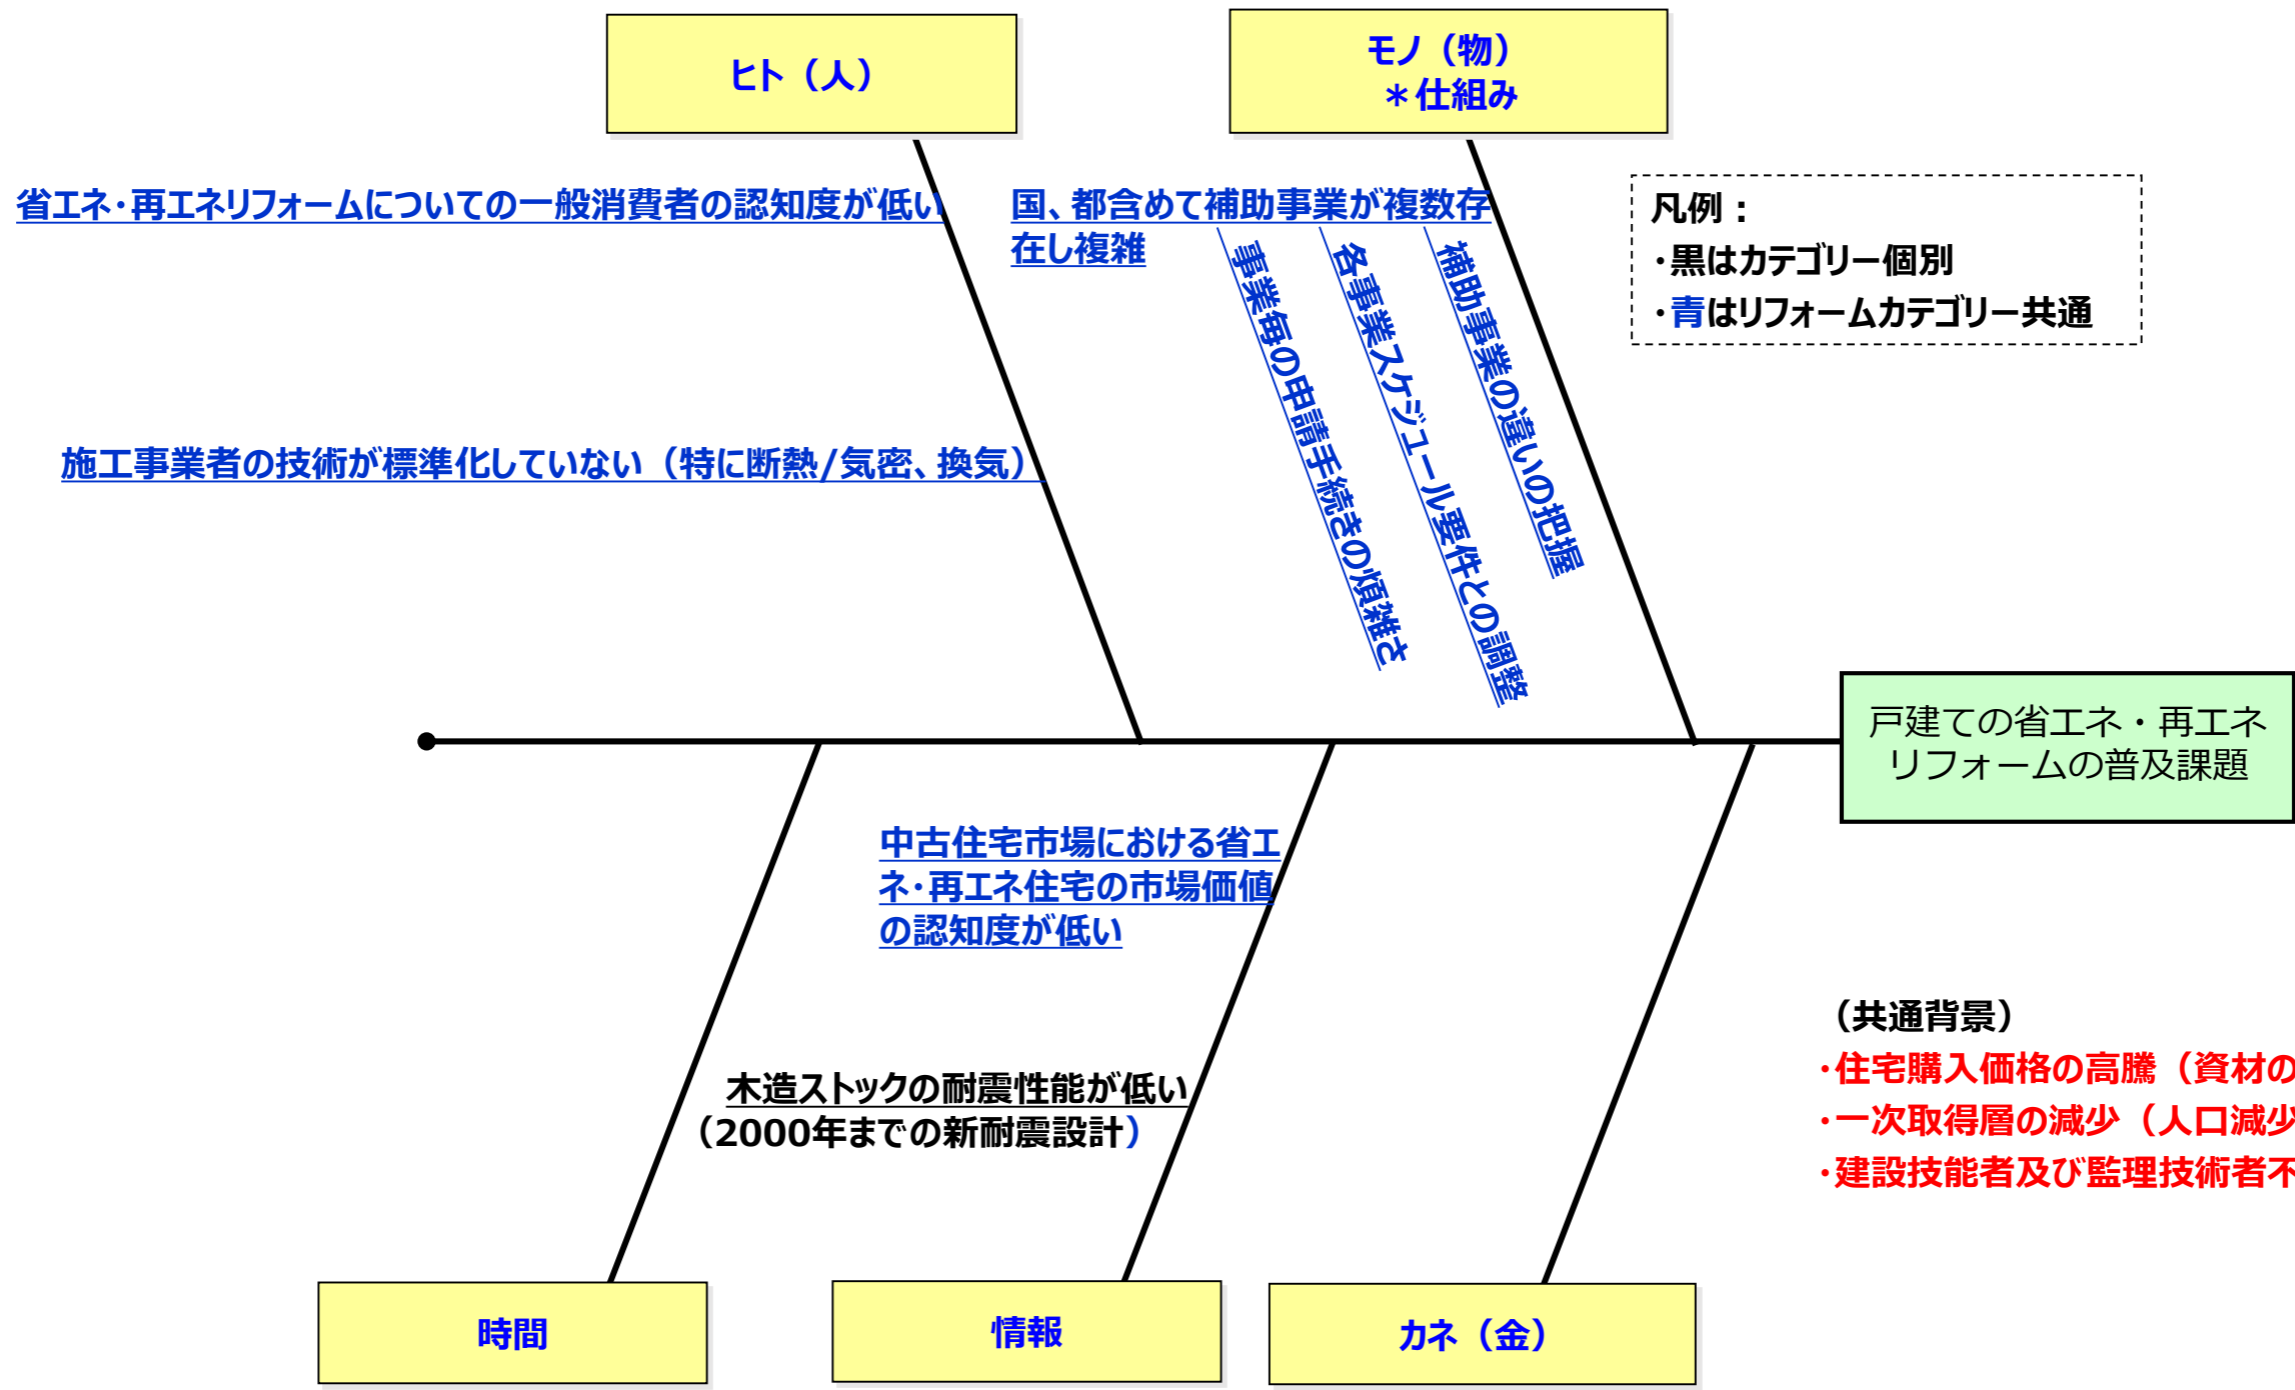 ヒト（人）
モノ（物）
＊仕組み
省エネ・再エネリフォームについての一般消費者の認知度が低い
国、都含めて補助事業が複数存
在し複雑
凡例：
・黒はカテゴリー個別
・青はリフォームカテゴリー共通
事業毎の申請手続きの煩雑さ
各事業スケジュール要件との調整
補助事業の違いの把握
施工事業者の技術が標準化していない（特に断熱/気密、換気）
戸建ての省エネ・再エネ
リフォームの普及課題
中古住宅市場における省エ
ネ・再エネ住宅の市場価値
の認知度が低い
木造ストックの耐震性能が低い
（2000年までの新耐震設計）
（共通背景）
・住宅購入価格の高騰（資材の
・一次取得層の減少（人口減少
・建設技能者及び監理技術者不
時間
情報
カネ（金）